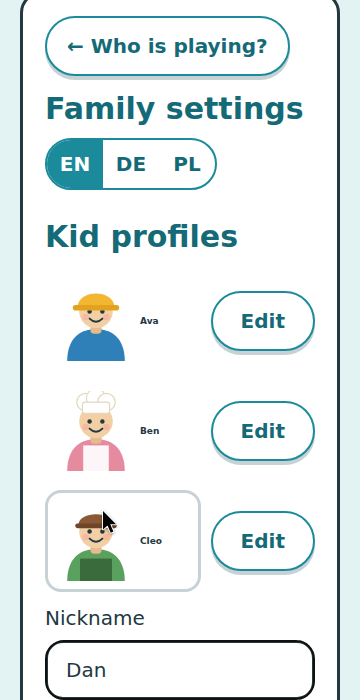 ← Who is playing?
Family settings
EN DE PL
Kid profiles
Ava Edit
Ben Edit
Cleo Edit
Nickname
Dan